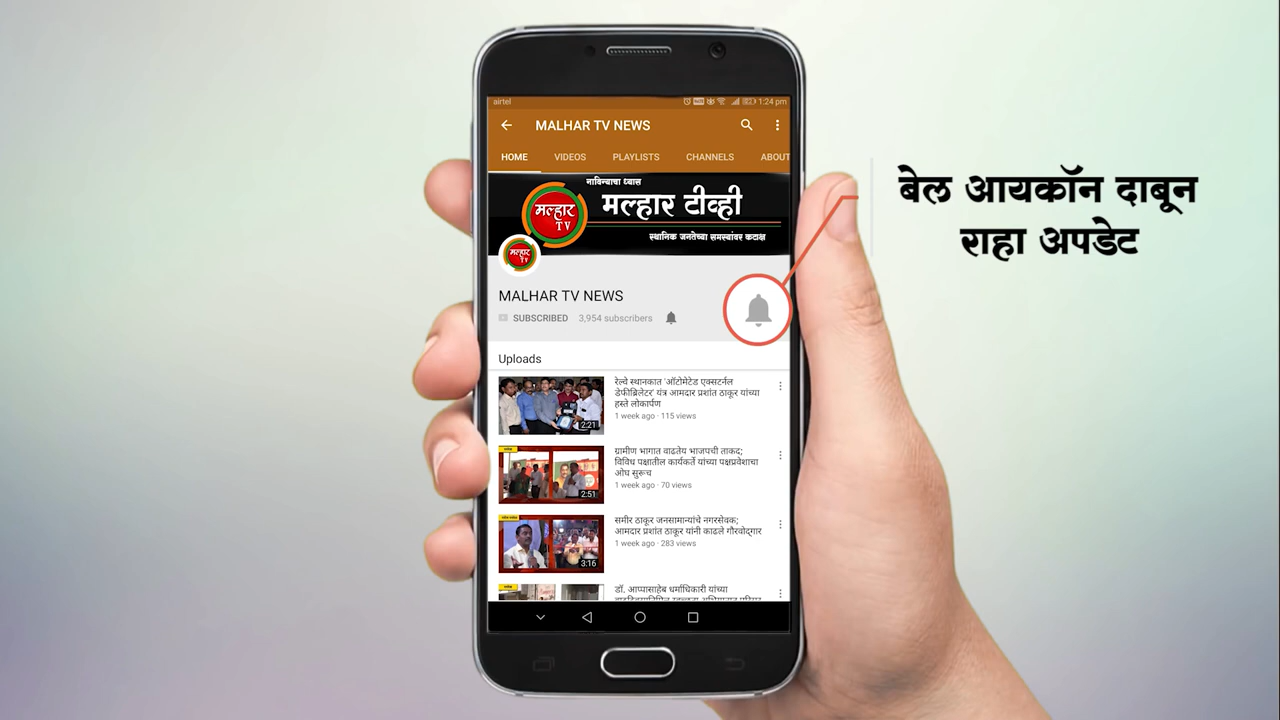 airtel
1:24 pm
MALHAR TV NEWS
HOME VIDEOS PLAYLISTS CHANNELS ABOUT
नाविन्याचा ध्यास
मल्हार टीव्ही
मल्हार
TV
स्थानिक जनतेच्या समस्यांवर कटाक्ष
मल्हार
TV
बेल आयकॉन दाबून
राहा अपडेट
MALHAR TV NEWS
SUBSCRIBED 3,954 subscribers
Uploads
रेल्वे स्थानकात 'ऑटोमेटेड एक्सटर्नल
डेफीब्रिलेटर' यंत्र आमदार प्रशांत ठाकूर यांच्या
हस्ते लोकार्पण
1 week ago · 115 views
2:21
ग्रामीण भागात वाढतेय भाजपची ताकद;
विविध पक्षातील कार्यकर्ते यांच्या पक्षप्रवेशाचा
ओघ सुरूच
1 week ago · 70 views
2:51
समीर ठाकूर जनसामान्यांचे नगरसेवक;
आमदार प्रशांत ठाकूर यांनी काढले गौरवोद्गार
1 week ago · 283 views
3:16
डॉ. आप्पासाहेब धर्माधिकारी यांच्या